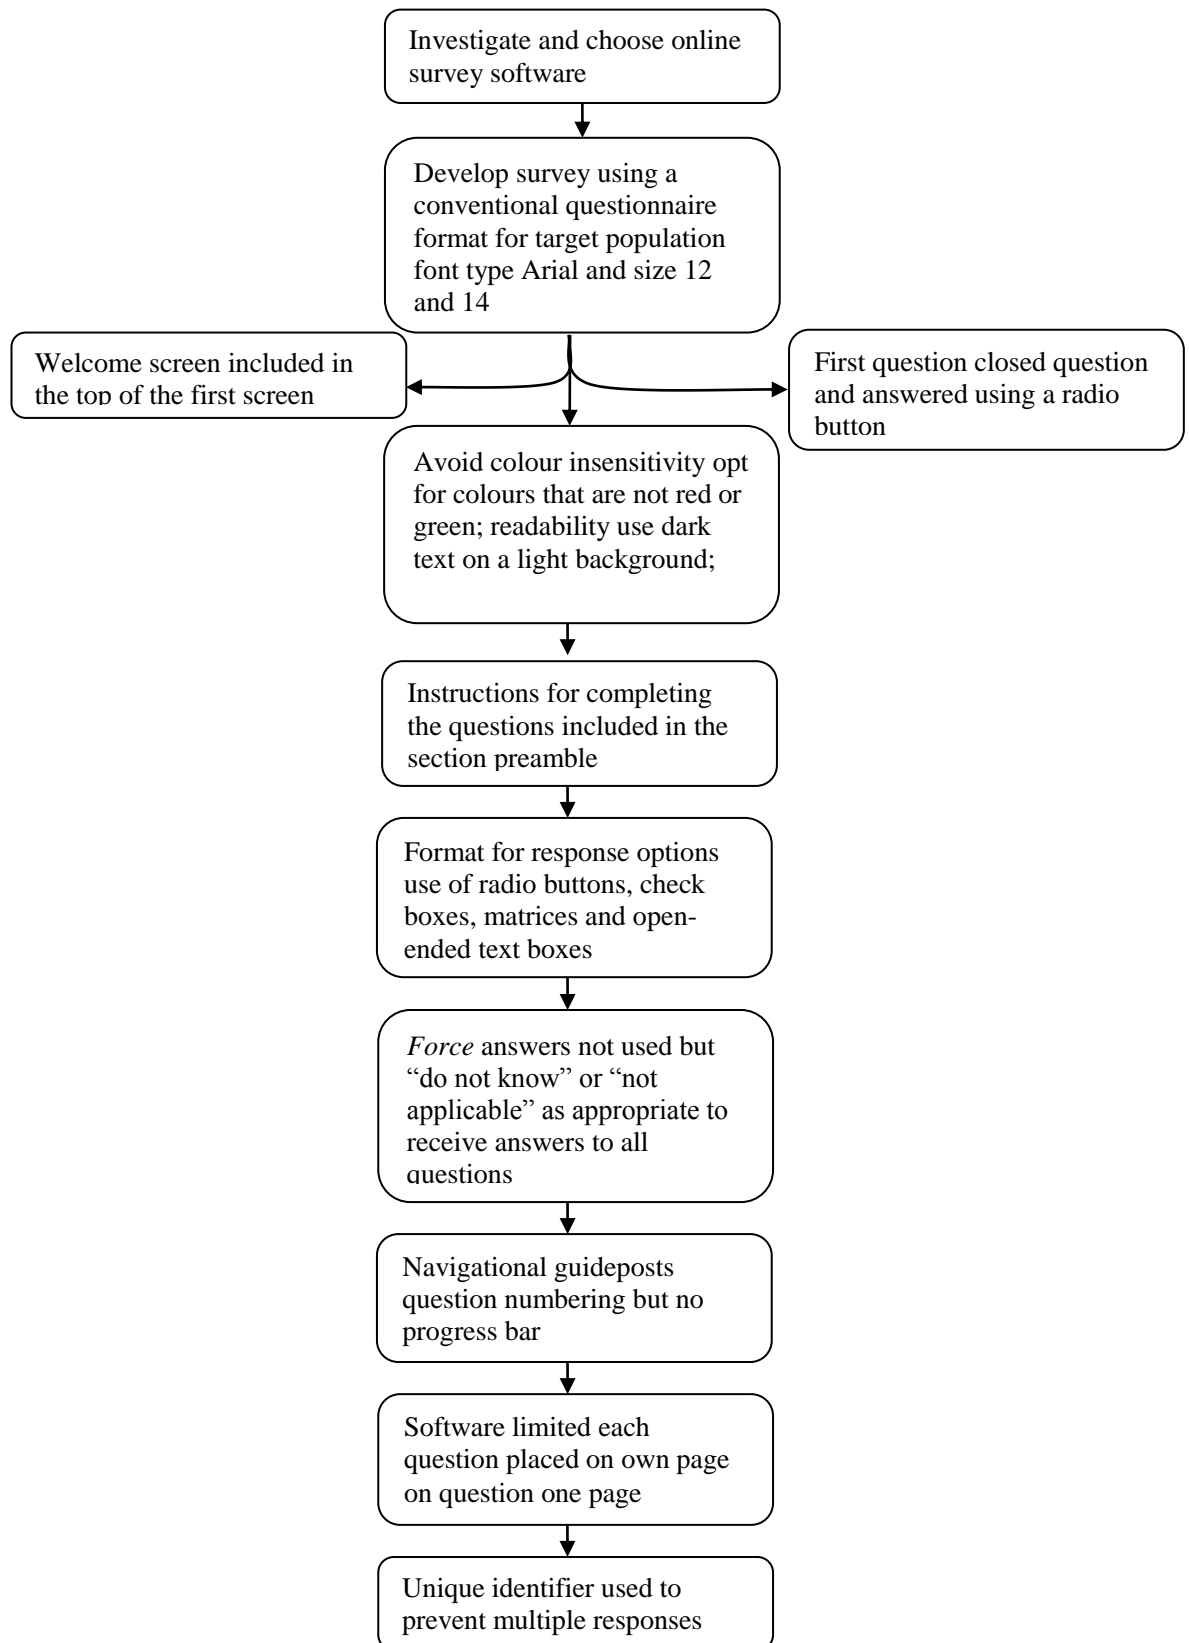 Investigate and choose online
survey software
Develop survey using a
conventional questionnaire
format for target population
font type Arial and size 12
and 14
Welcome screen included in
the top of the first screen
First question closed question
and answered using a radio
button
Avoid colour insensitivity opt
for colours that are not red or
green; readability use dark
text on a light background;
Instructions for completing
the questions included in the
section preamble
Format for response options
use of radio buttons, check
boxes, matrices and open-
ended text boxes
Force answers not used but
“do not know” or “not
applicable” as appropriate to
receive answers to all
questions
Navigational guideposts
question numbering but no
progress bar
Software limited each
question placed on own page
on question one page
Unique identifier used to
prevent multiple responses